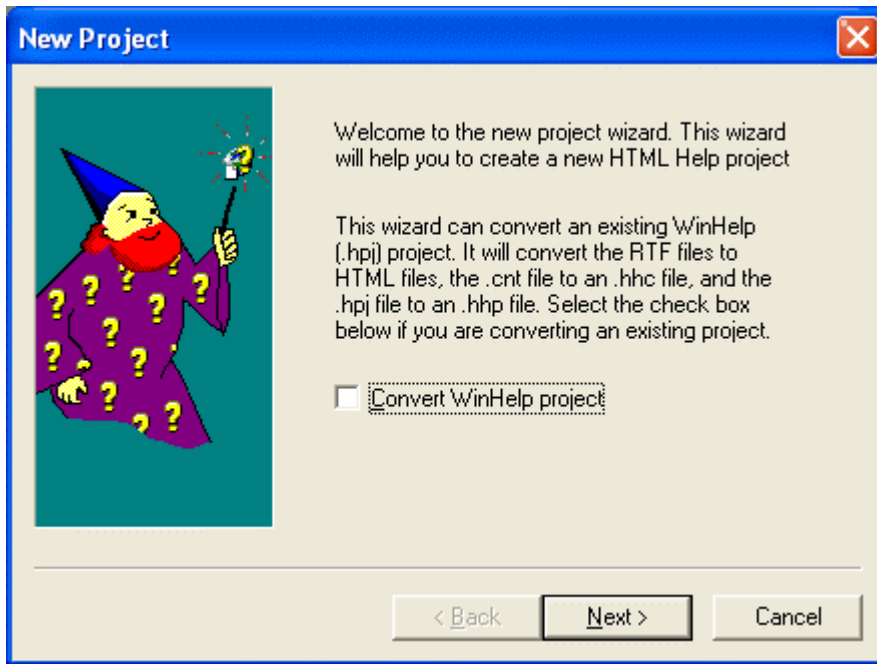 New Project
Welcome to the new project wizard. This wizard
will help you to create a new HTML Help project
This wizard can convert an existing WinHelp
(.hpj) project. It will convert the RTF files to
HTML files, the .cnt file to an .hhc file, and the
.hpj file to an .hhp file. Select the check box
below if you are converting an existing project.
Convert WinHelp project
< Back
Next >
Cancel